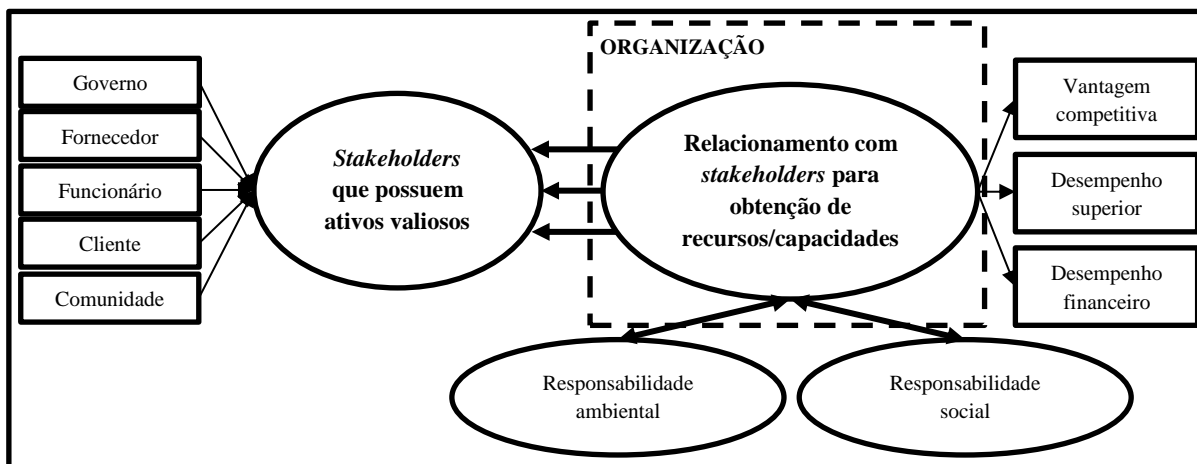 Governo
Fornecedor
Funcionário
Cliente
Comunidade
Stakeholders
que possuem
ativos valiosos
ORGANIZAÇÃO
Relacionamento com
stakeholders para
obtenção de
recursos/capacidades
Vantagem
competitiva
Desempenho
superior
Desempenho
financeiro
Responsabilidade
ambiental
Responsabilidade
social